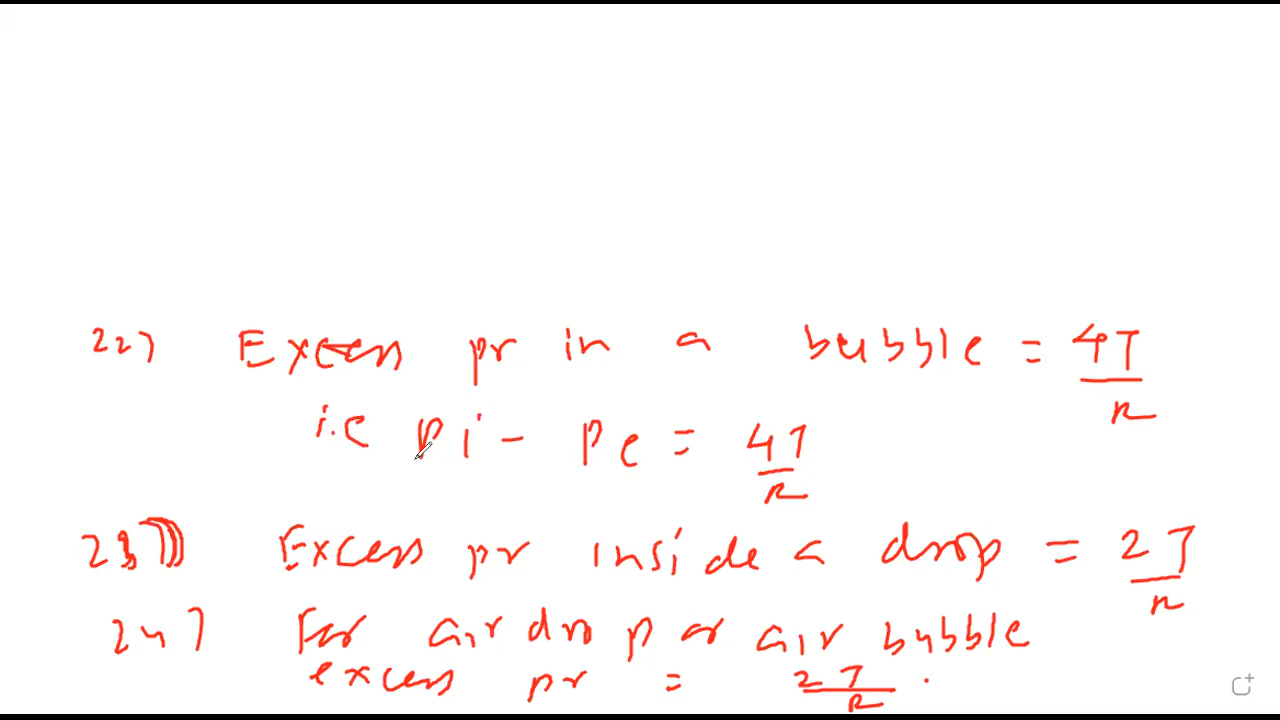 22) Excess pr in a bubble = 4T/R
i.e Pi - Pe = 4T/R
23) Excess pr inside a drop = 2T/R
24) For air drop or air bubble
excess pr = 2T/R.